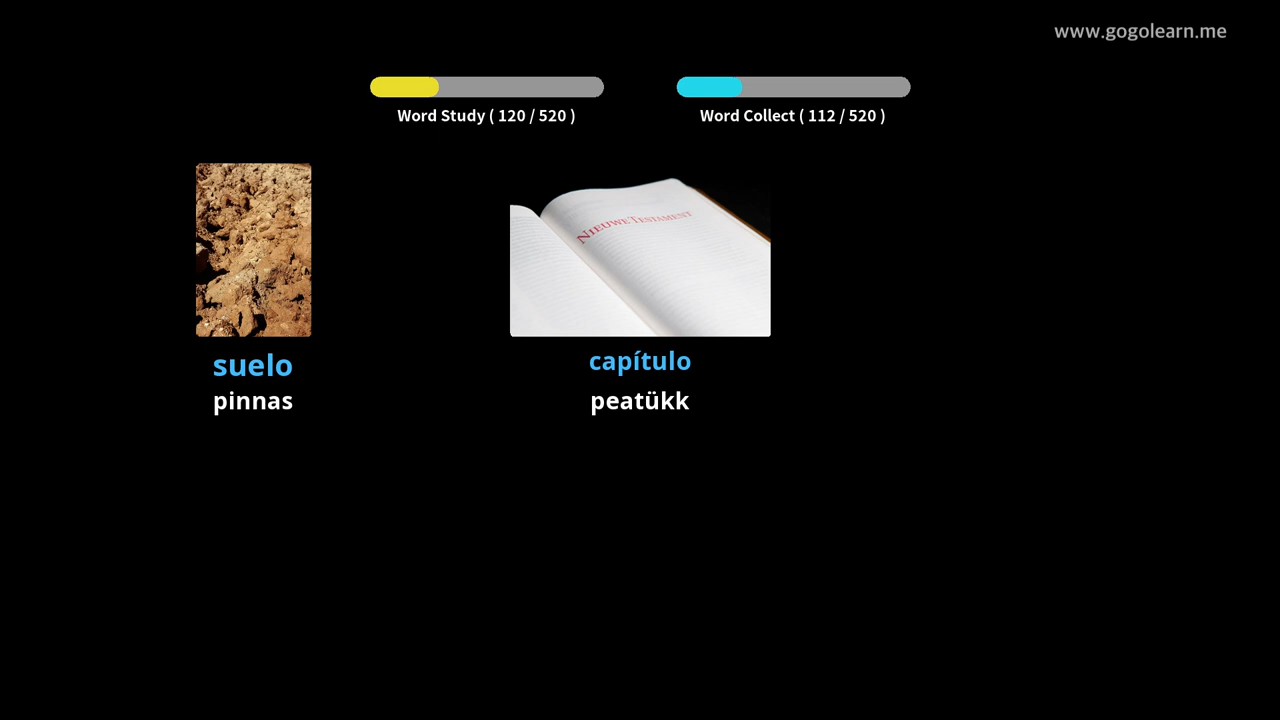 www.gogolearn.me
Word Study ( 120 / 520 )
Word Collect ( 112 / 520 )
NIEUWE TESTAMENT
suelo
pinnas
capítulo
peatükk